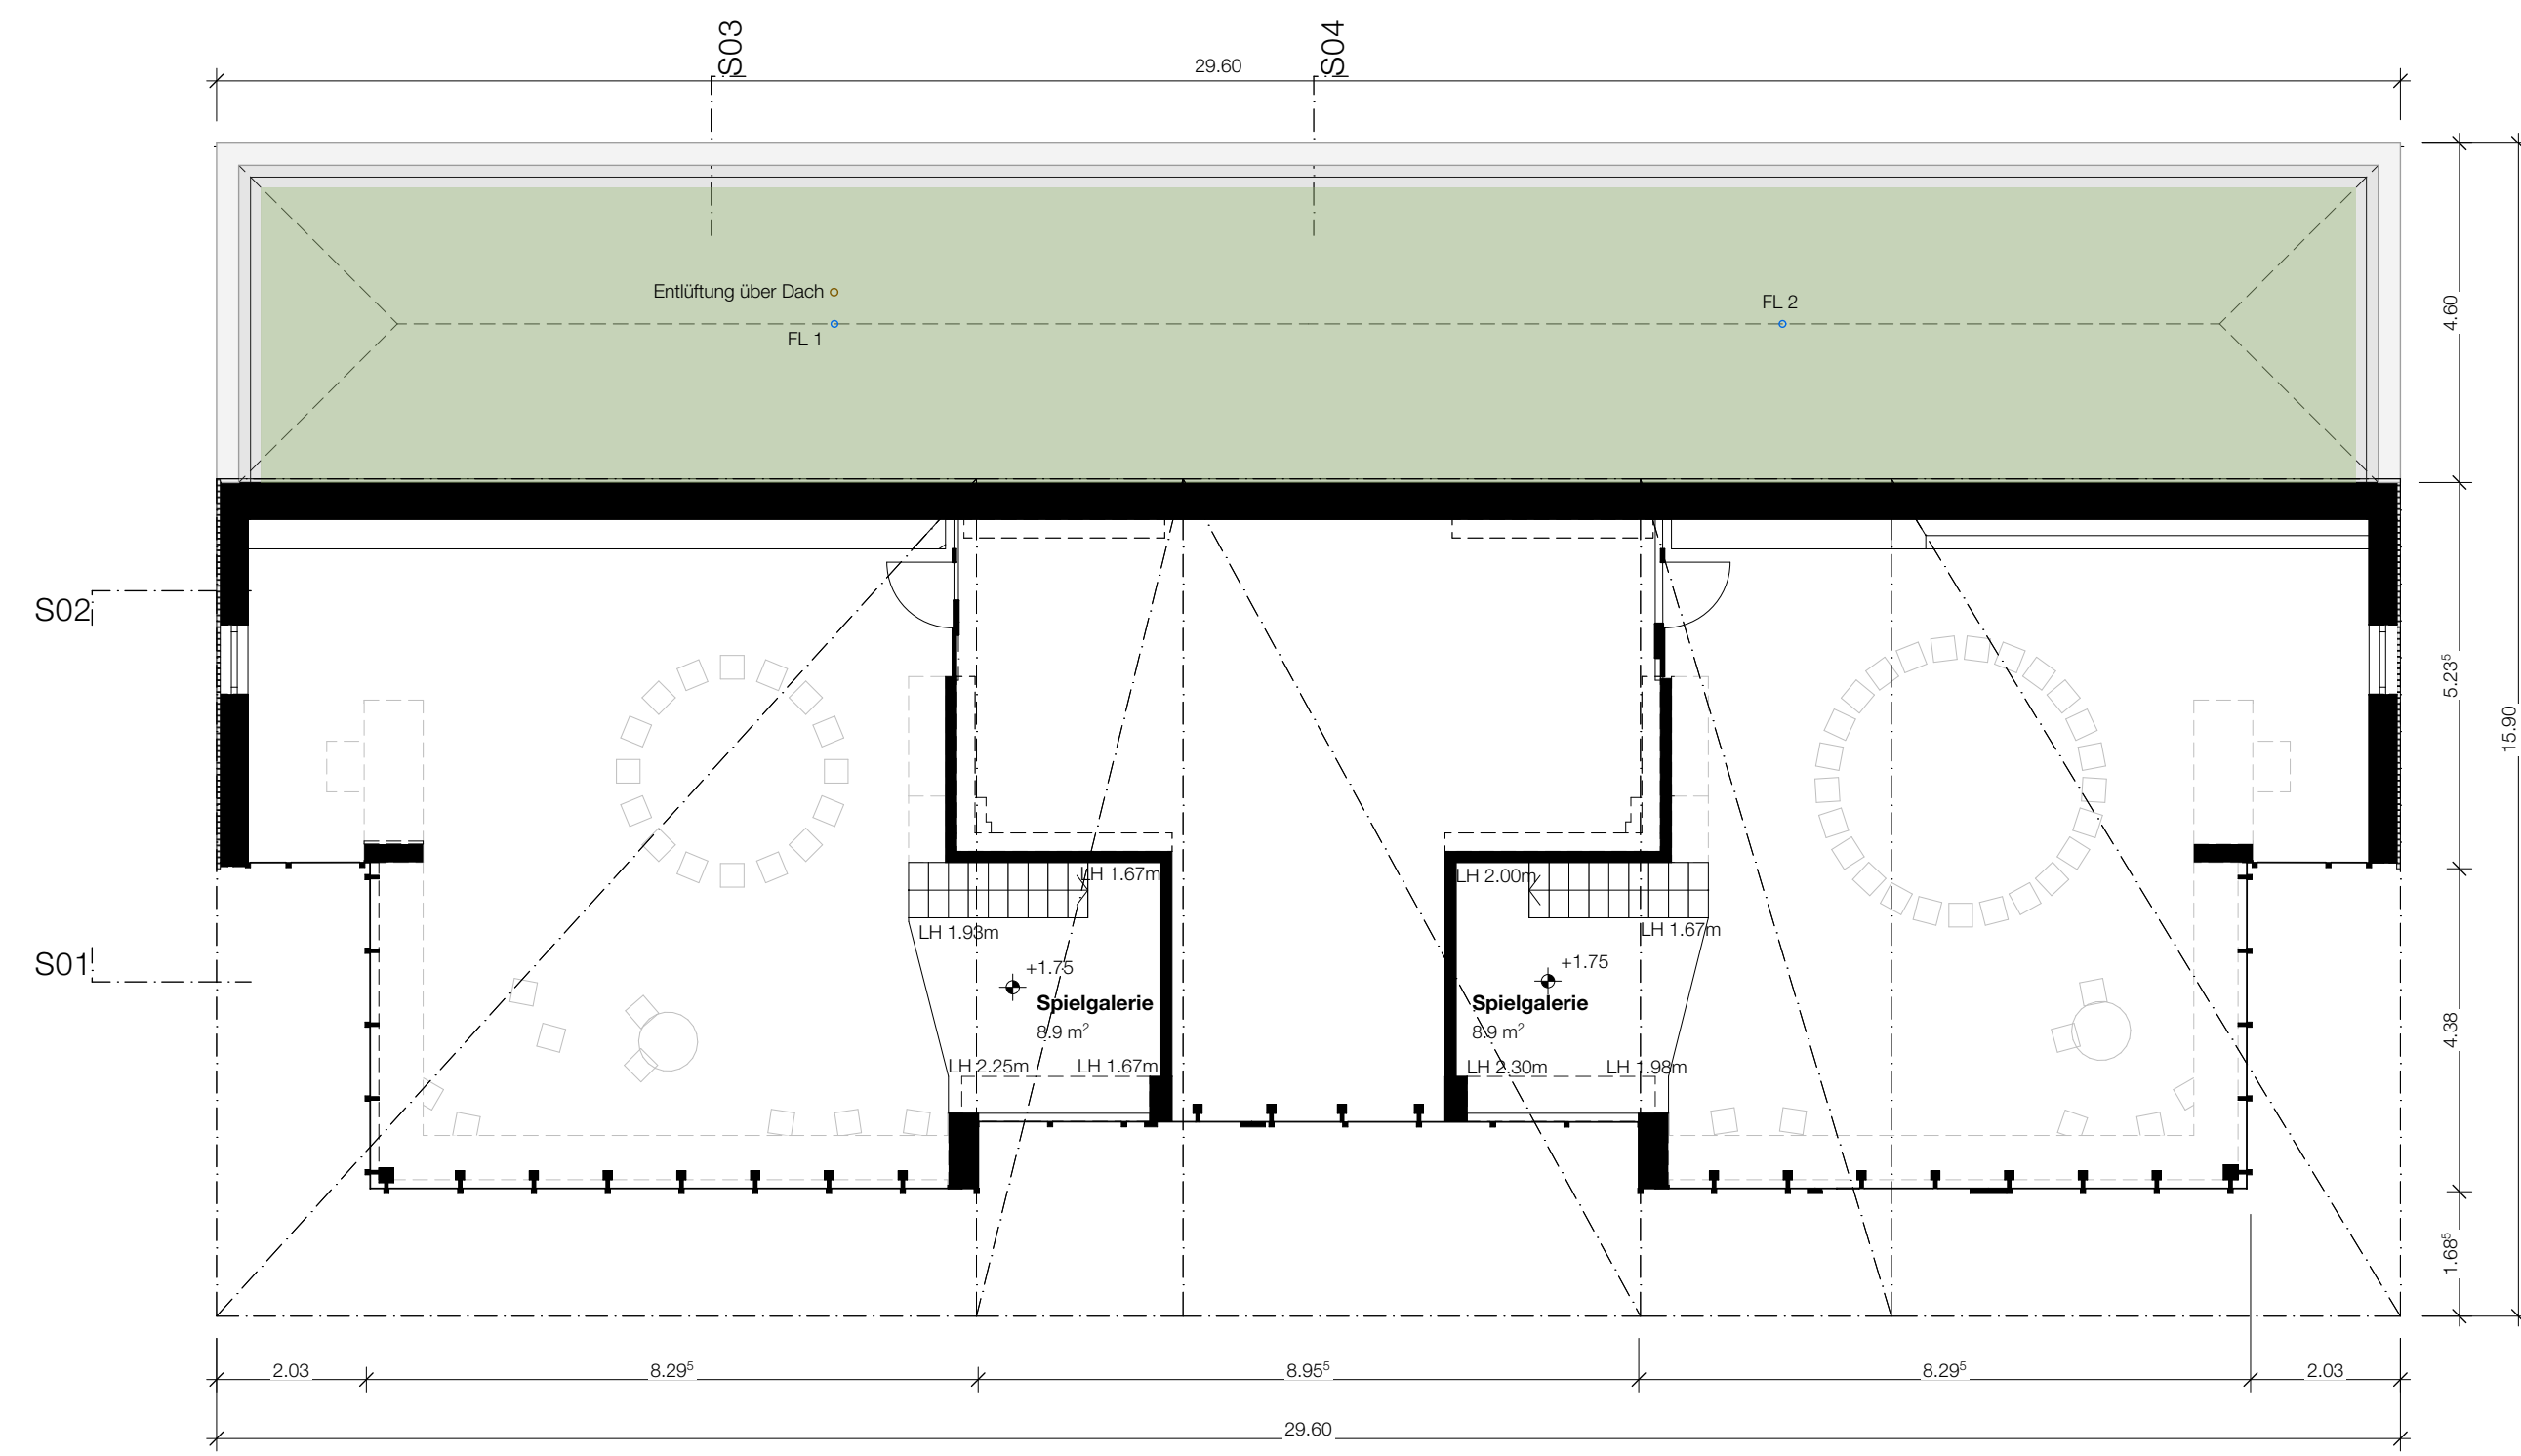 S03
S04
29.60
Entlüftung über Dach
FL 1
FL 2
4.60
S02
5.23⁵
15.90
LH 1.67m
LH 2.00m
LH 1.93m
LH 1.67m
S01
+1.75
+1.75
Spielgalerie
Spielgalerie
8.9 m²
8.9 m²
4.38
LH 2.25m
LH 1.67m
LH 2.30m
LH 1.98m
1.68⁵
2.03
8.29⁵
8.95⁵
8.29⁵
2.03
29.60